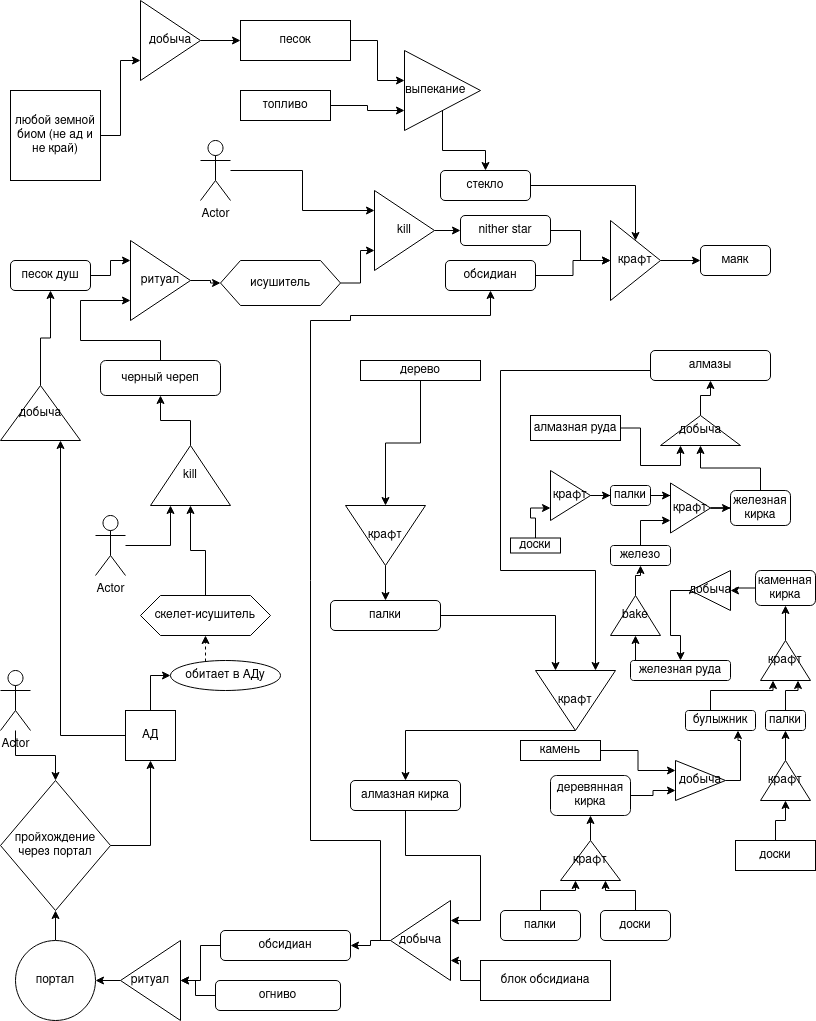 добыча
песок
любой земной
биом (не ад и
не край)
топливо
выпекание
Actor
стекло
kill
nither star
обсидиан
крафт
маяк
песок душ
ритуал
исушитель
черный череп
добыча
kill
Actor
скелет-исушитель
обитает в АДу
АД
Actor
пройхождение
через портал
портал
ритуал
обсидиан
огниво
дерево
крафт
палки
алмазы
алмазная руда
добыча
крафт
палки
крафт
железная
кирка
доски
железо
bake
добыча
каменная
кирка
железная руда
крафт
булыжник
палки
крафт
камень
алмазная кирка
деревянная
кирка
добыча
крафт
доски
крафт
палки
доски
добыча
блок обсидиана